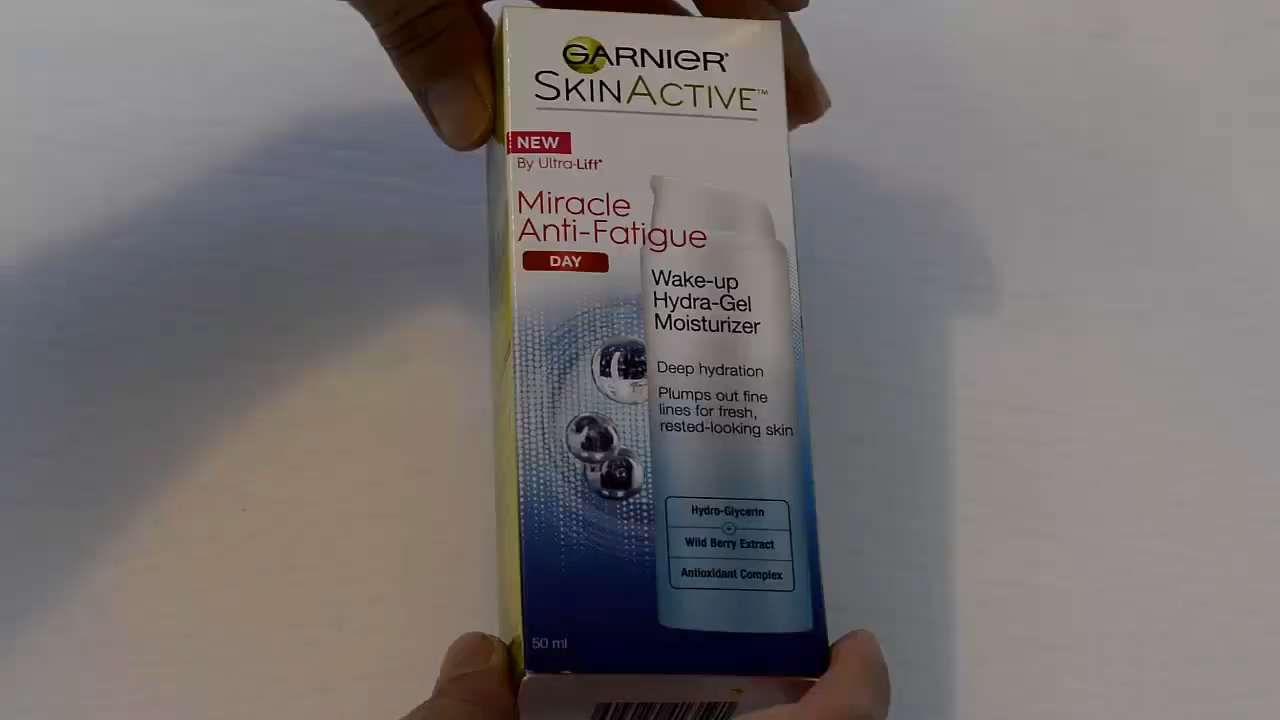 GARNIER®
SKINACTIVE™
NEW
By Ultra-Lift*
Miracle
Anti-Fatigue
DAY
Wake-up
Hydra-Gel
Moisturizer
Deep hydration
Plumps out fine
lines for fresh,
rested-looking skin
Hydro-Glycerin
+
Wild Berry Extract
Antioxidant Complex
50 ml